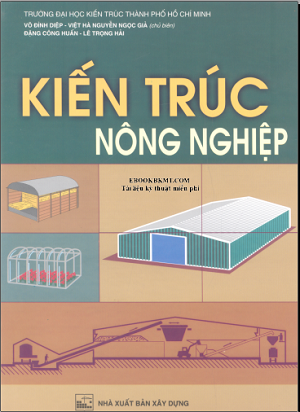 TRƯỜNG ĐẠI HỌC KIẾN TRÚC THÀNH PHỐ HỒ CHÍ MINH
VÕ ĐÌNH DIỆP - VIỆT HÀ NGUYỄN NGỌC GIẢ (chủ biên)
ĐẶNG CÔNG HUẤN - LÊ TRỌNG HẢI
KIẾN TRÚC
NÔNG NGHIỆP
EBOOKBKMT.COM
Tài liệu kỹ thuật miễn phí
NHÀ XUẤT BẢN XÂY DỰNG